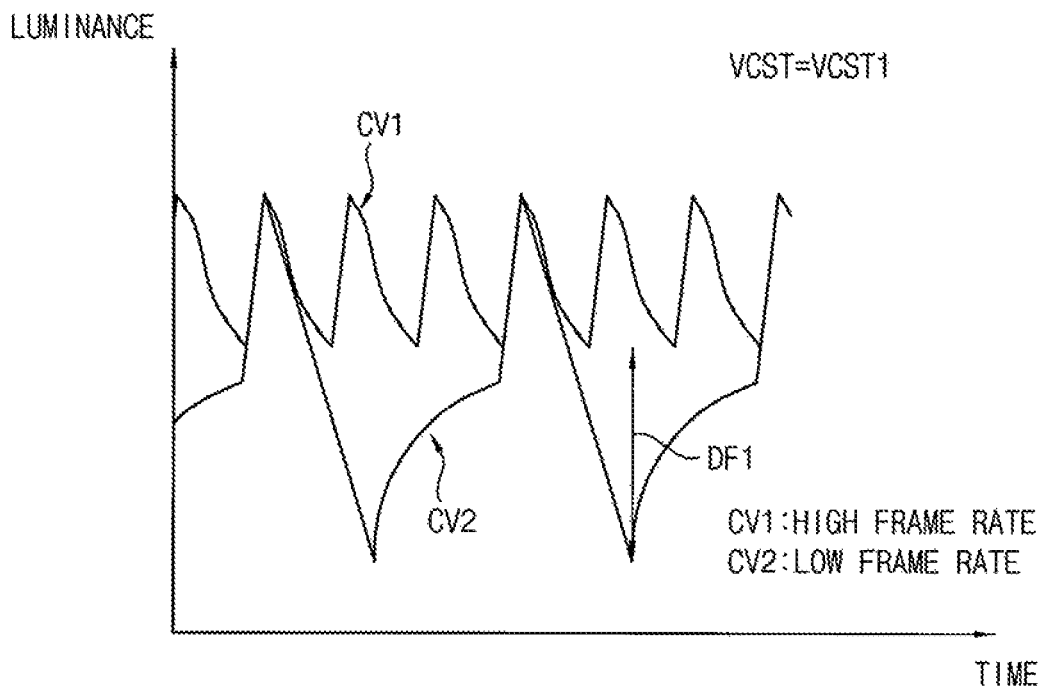 LUMINANCE
VCST=VCST1
CV1
DF1
CV2
CV1:HIGH FRAME RATE
CV2:LOW FRAME RATE
TIME